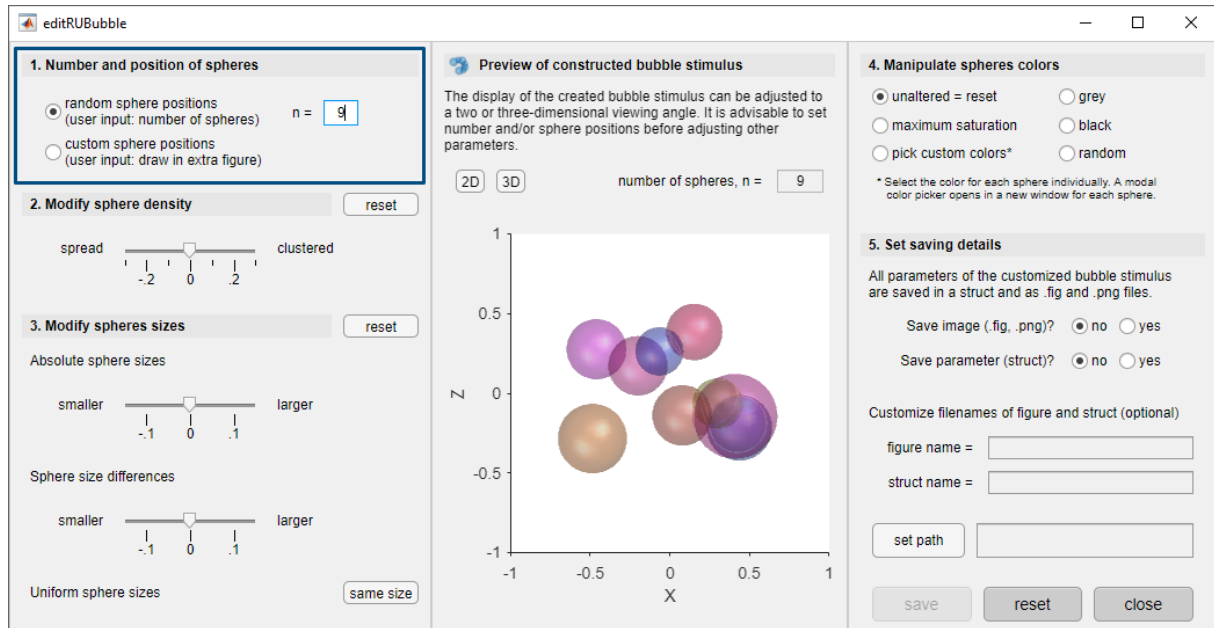 editRUBubble
1. Number and position of spheres
random sphere positions
(user input: number of spheres)
n =
9
custom sphere positions
(user input: draw in extra figure)
2. Modify sphere density
reset
spread
clustered
-.2 0 .2
3. Modify spheres sizes
reset
Absolute sphere sizes
smaller
larger
-.1 0 .1
Sphere size differences
smaller
larger
-.1 0 .1
Uniform sphere sizes
same size
Preview of constructed bubble stimulus
The display of the created bubble stimulus can be adjusted to
a two or three-dimensional viewing angle. It is advisable to set
number and/or sphere positions before adjusting other
parameters.
2D 3D
number of spheres, n =
9
1
0.5
0
-0.5
-1
Z
-1 -0.5 0 0.5 1
X
4. Manipulate spheres colors
unaltered = reset
grey
maximum saturation
black
pick custom colors*
random
* Select the color for each sphere individually. A modal
color picker opens in a new window for each sphere.
5. Set saving details
All parameters of the customized bubble stimulus
are saved in a struct and as .fig and .png files.
Save image (.fig, .png)? no yes
Save parameter (struct)? no yes
Customize filenames of figure and struct (optional)
figure name =
struct name =
set path
save
reset
close